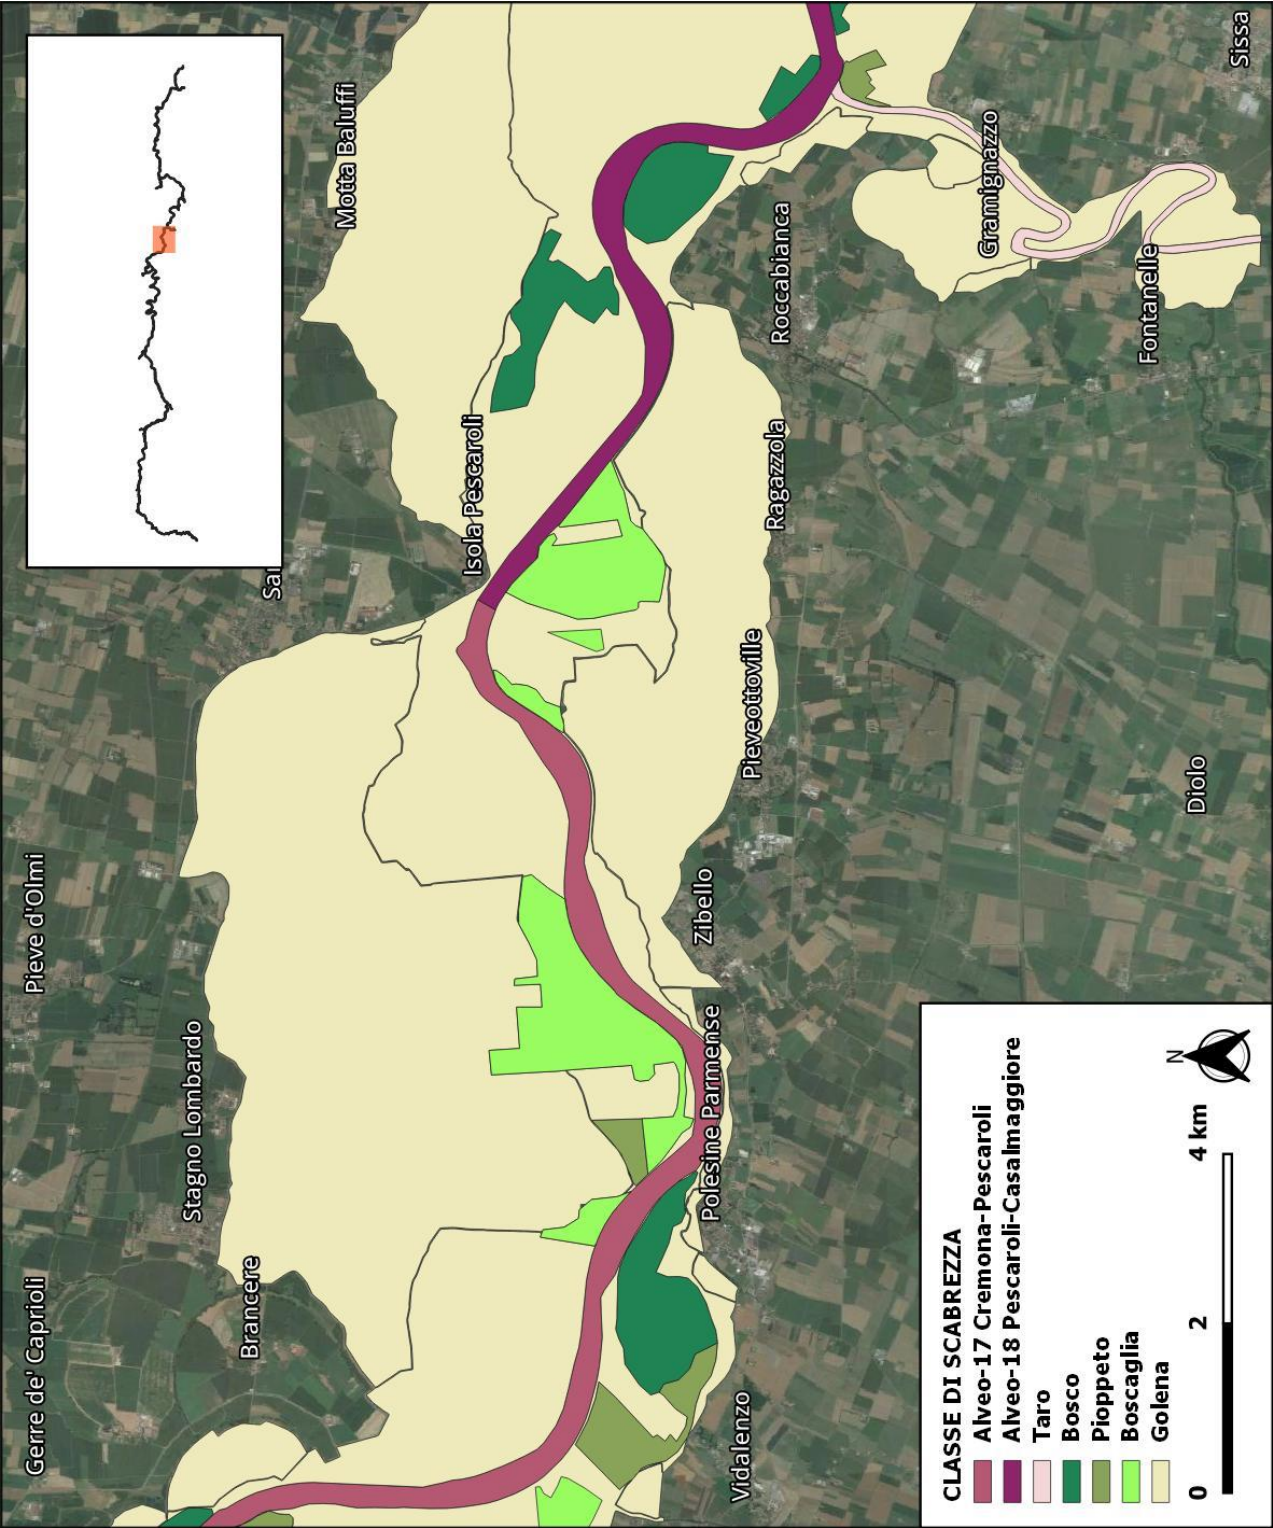 Gerre de' Caprioli
Pieve d'Olmi
Stagno Lombardo
Brancere
Motta Baluffi
Isola Pescaroli
Vidalenzo
Polesine Parmense
Zibello
Pieveottoville
Ragazzola
Roccabianca
Gramignazzo
Fontanelle
Diolo
Sissa
CLASSE DI SCABREZZA
Alveo-17 Cremona-Pescaroli
Alveo-18 Pescaroli-Casalmaggiore
Taro
Bosco
Pioppeto
Boscaglia
Golena
0 2 4 km
N